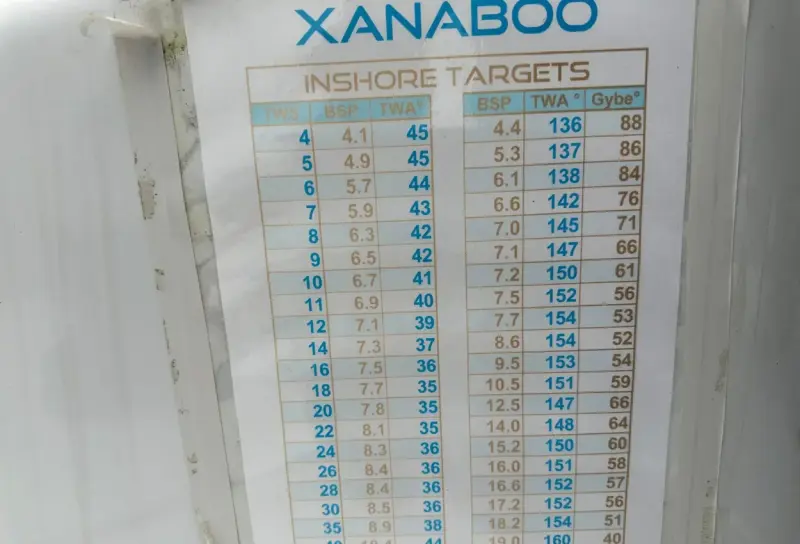 XANABOO
INSHORE TARGETS
TWS BSP TWA° BSP TWA° Gybe°
4 4.1 45 4.4 136 88
5 4.9 45 5.3 137 86
6 5.7 44 6.1 138 84
7 5.9 43 6.6 142 76
8 6.3 42 7.0 145 71
9 6.5 42 7.1 147 66
10 6.7 41 7.2 150 61
11 6.9 40 7.5 152 56
12 7.1 39 7.7 154 53
14 7.3 37 8.6 154 52
16 7.5 36 9.5 153 54
18 7.7 35 10.5 151 59
20 7.8 35 12.5 147 66
22 8.1 35 14.0 148 64
24 8.3 36 15.2 150 60
26 8.4 36 16.0 151 58
28 8.4 36 16.6 152 57
30 8.5 36 17.2 152 56
35 8.9 38 18.2 154 51
44 19.0 160 40